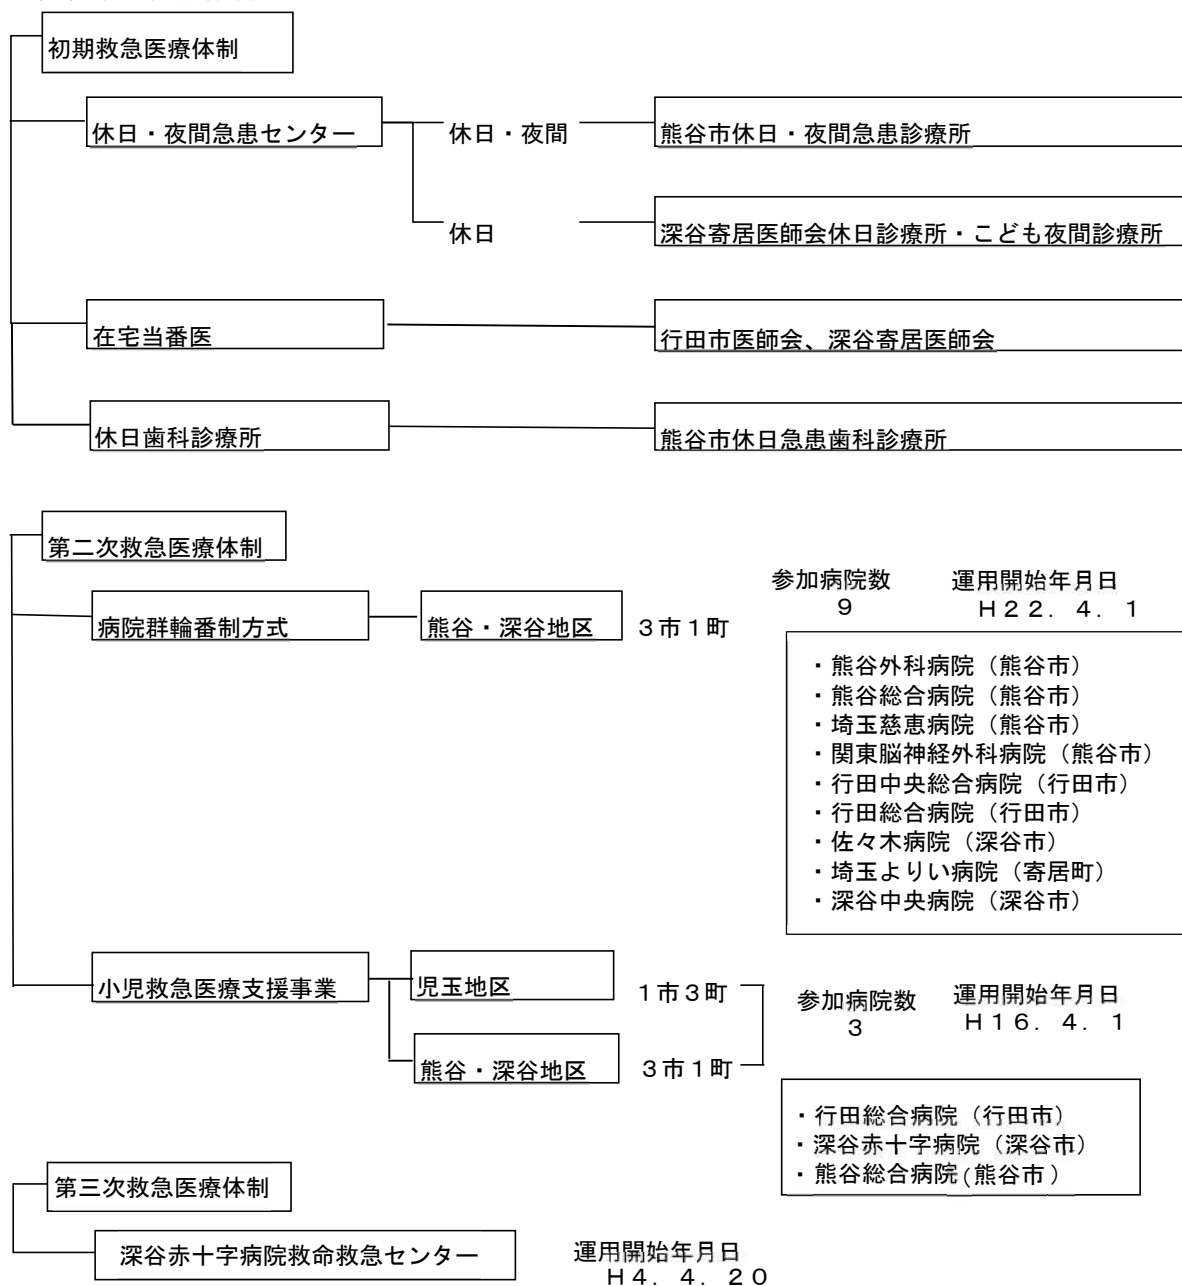 初期救急医療体制
休日・夜間急患センター 休日・夜間 熊谷市休日・夜間急患診療所
休日 深谷寄居医師会休日診療所・こども夜間診療所
在宅当番医 行田市医師会、深谷寄居医師会
休日歯科診療所 熊谷市休日急患歯科診療所
第二次救急医療体制
参加病院数 運用開始年月日
9 H22.4.1
病院群輪番制方式 熊谷・深谷地区 3市1町
・熊谷外科病院(熊谷市)
・熊谷総合病院(熊谷市)
・埼玉慈恵病院(熊谷市)
・関東脳神経外科病院(熊谷市)
・行田中央総合病院(行田市)
・行田総合病院(行田市)
・佐々木病院(深谷市)
・埼玉よりい病院(寄居町)
・深谷中央病院(深谷市)
小児救急医療支援事業 児玉地区 1市3町 参加病院数 運用開始年月日
3 H16.4.1
熊谷・深谷地区 3市1町
・行田総合病院(行田市)
・深谷赤十字病院(深谷市)
・熊谷総合病院(熊谷市)
第三次救急医療体制
深谷赤十字病院救命救急センター 運用開始年月日
H4.4.20